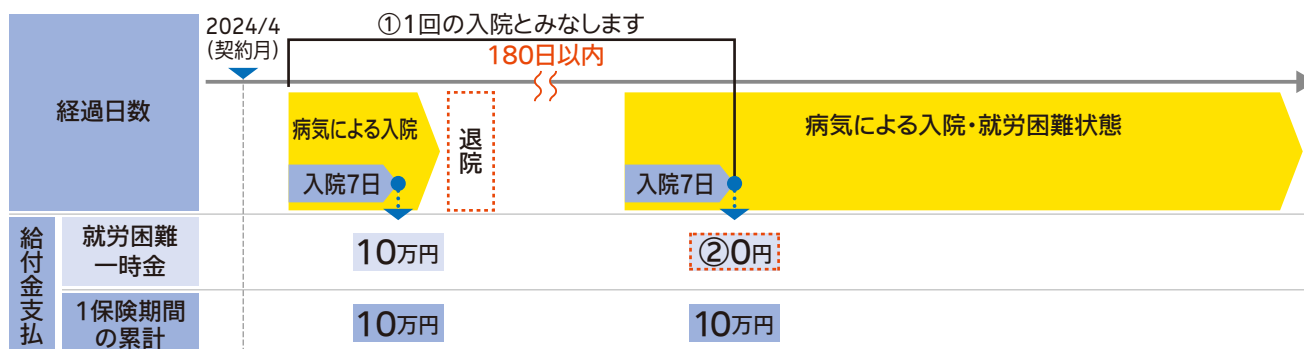 2024/4
(契約月)
①1回の入院とみなします
180日以内
経過日数
病気による入院
入院7日
退院
病気による入院・就労困難状態
入院7日
給付金支払
就労困難
一時金
10万円
②0円
1保険期間
の累計
10万円
10万円